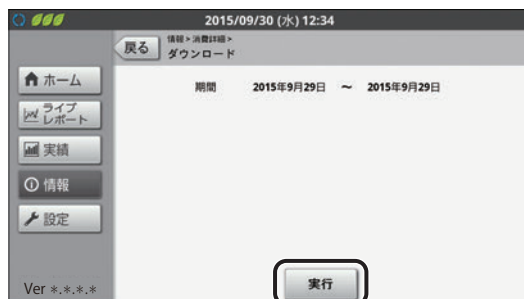 2015/09/30 (水) 12:34
戻る
情報 > 消費詳細 >
ダウンロード
ホーム
ライブ
レポート
実績
情報
設定
期間 2015年9月29日 ～ 2015年9月29日
実行
Ver *.*.*.*